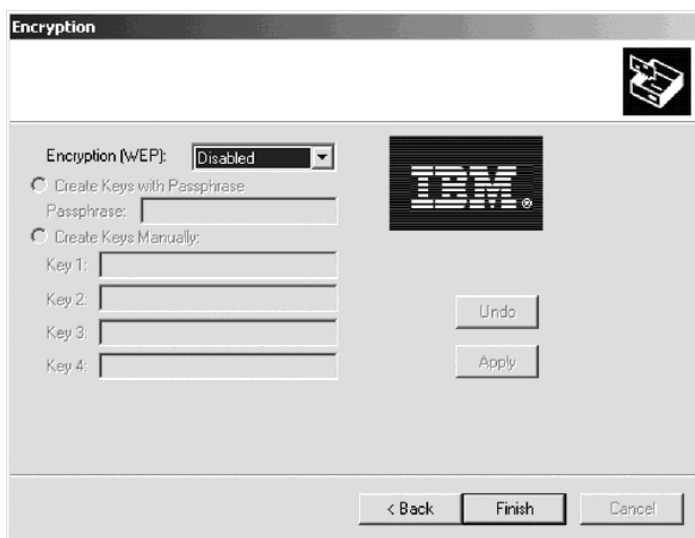 Encryption
Encryption (WEP): Disabled
Create Keys with Passphrase
Passphrase:
Create Keys Manually:
Key 1:
Key 2:
Key 3:
Key 4:
IBM®
Undo
Apply
< Back Finish Cancel